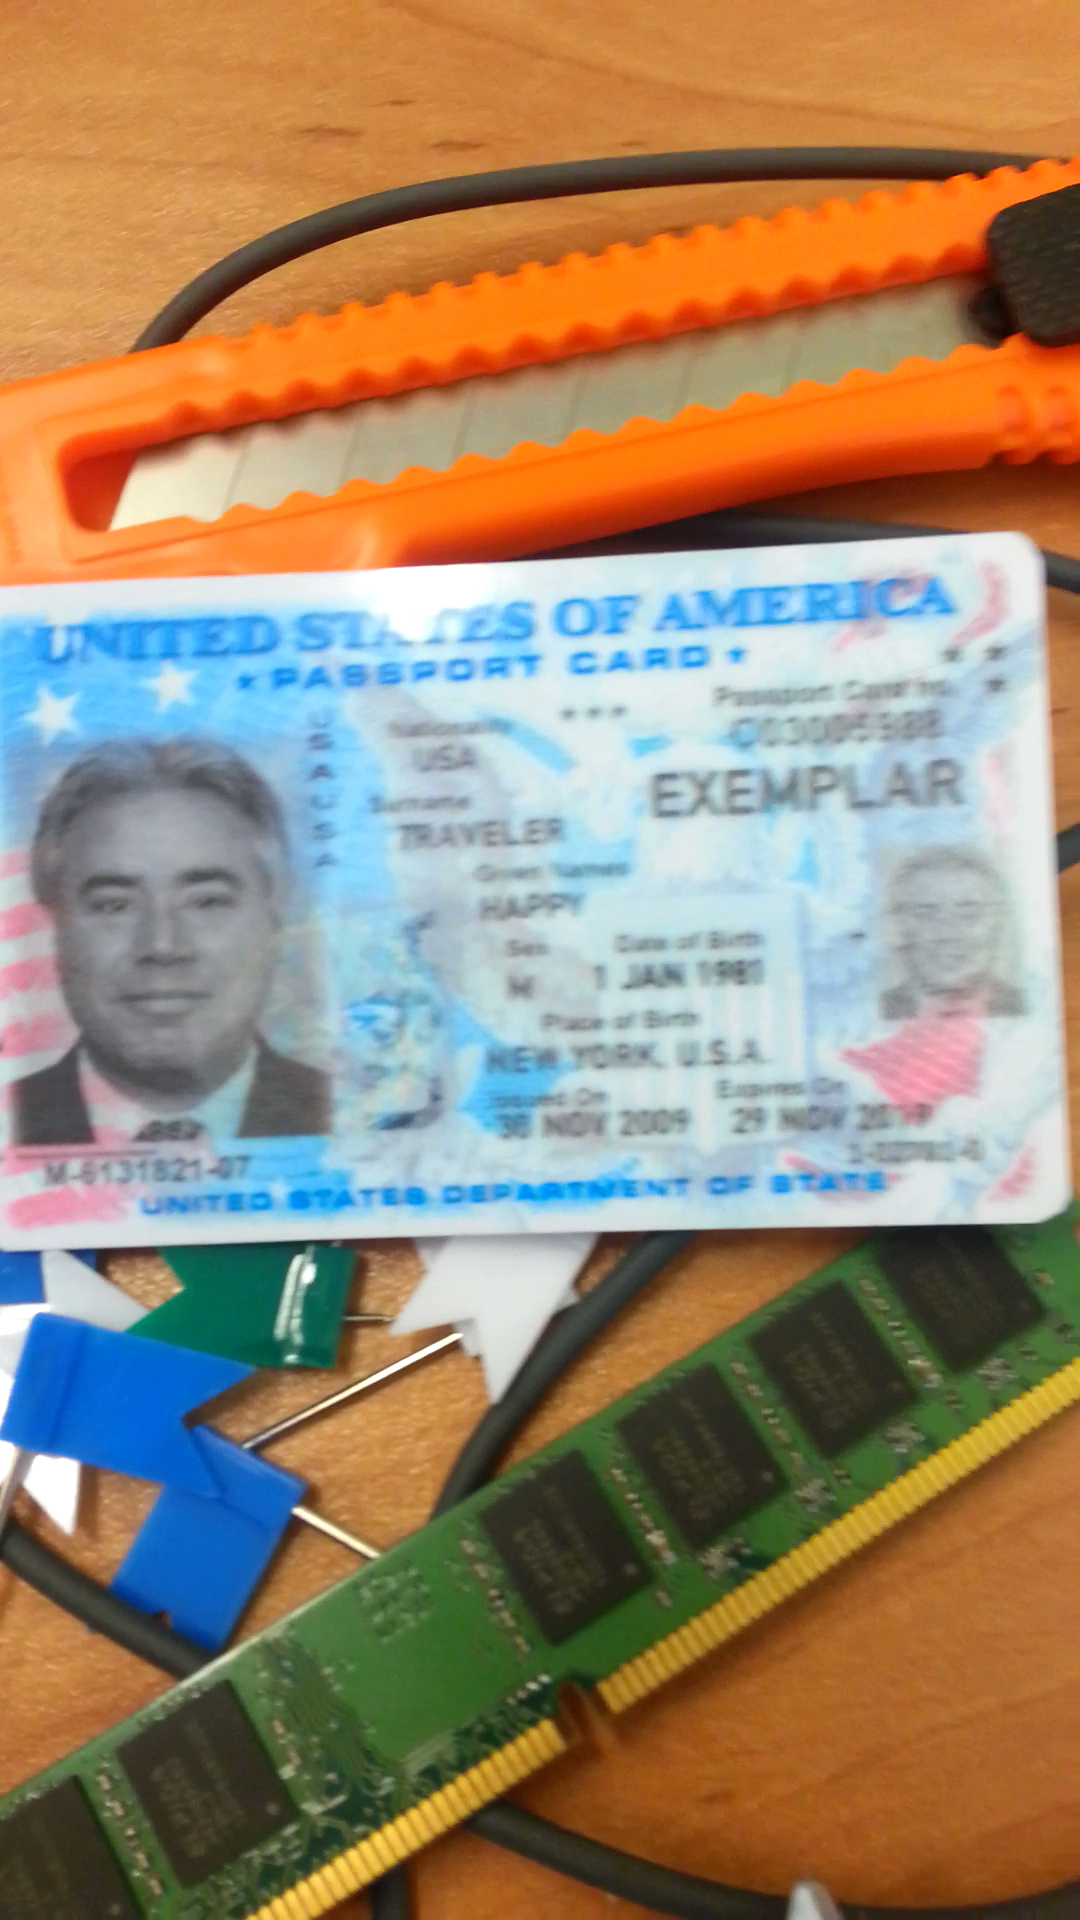 UNITED STATES OF AMERICA
★ PASSPORT CARD ★
USA USA
Nationality
USA
★★★
Passport Card No.
C03005988
EXEMPLAR
Surname
TRAVELER
Given Names
HAPPY
Sex
M
Date of Birth
1 JAN 1981
Place of Birth
NEW YORK, U.S.A.
Issued On
30 NOV 2009
Expires On
29 NOV 2019
M-6131821-07
UNITED STATES DEPARTMENT OF STATE